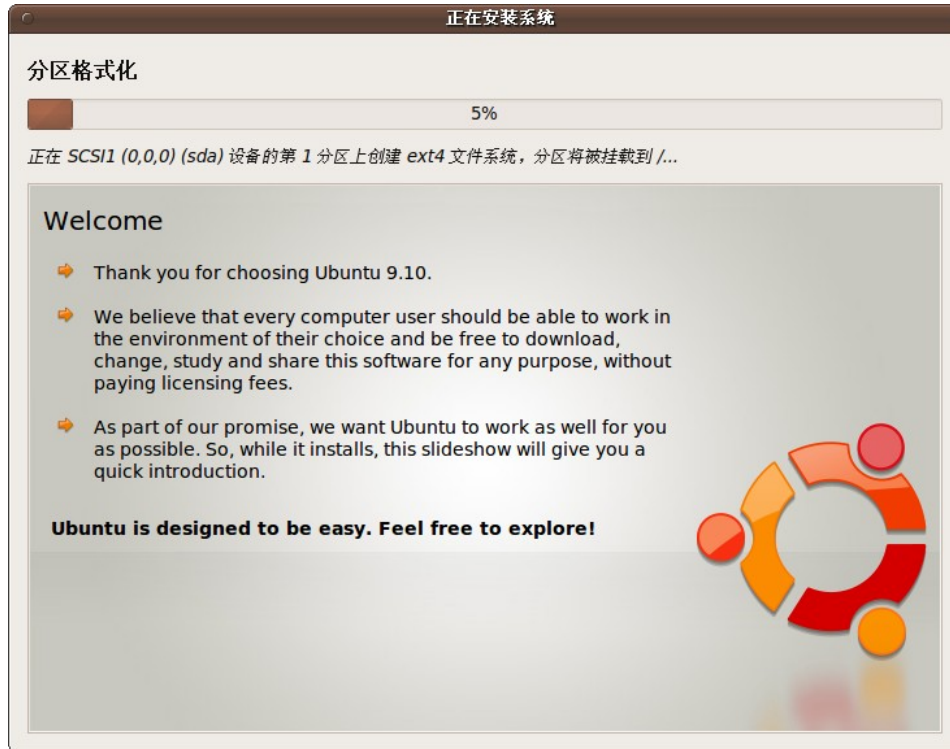 正在安装系统
分区格式化
5%
正在 SCSI1 (0,0,0) (sda) 设备的第 1 分区上创建 ext4 文件系统，分区将被挂载到 /...
Welcome
Thank you for choosing Ubuntu 9.10.
We believe that every computer user should be able to work in
the environment of their choice and be free to download,
change, study and share this software for any purpose, without
paying licensing fees.
As part of our promise, we want Ubuntu to work as well for you
as possible. So, while it installs, this slideshow will give you a
quick introduction.
Ubuntu is designed to be easy. Feel free to explore!